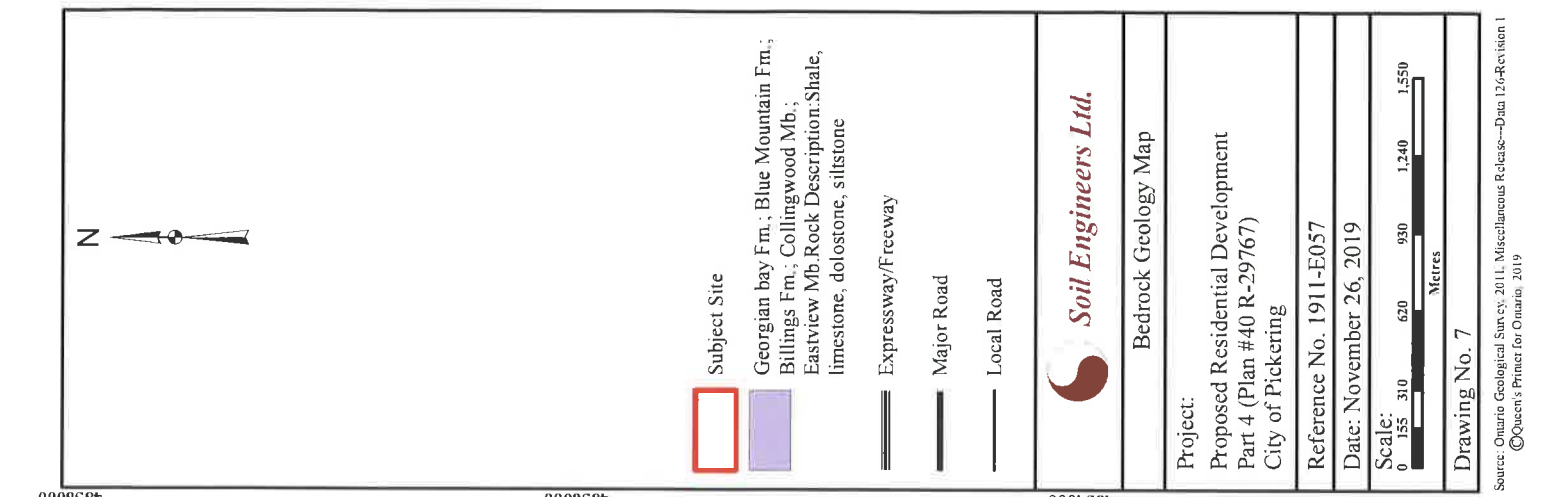 N
Subject Site
Georgian bay Fm.; Blue Mountain Fm.;
Billings Fm.; Collingwood Mb.;
Eastview Mb.Rock Description:Shale,
limestone, dolostone, siltstone
Expressway/Freeway
Major Road
Local Road
Soil Engineers Ltd.
Bedrock Geology Map
Project:
Proposed Residential Development
Part 4 (Plan #40 R-29767)
City of Pickering
Reference No. 1911-E057
Date: November 26, 2019
Scale:
0 155 310 620 930 1,240 1,550
Metres
Drawing No. 7
Source: Ontario Geological Survey, 2011, Miscellaneous Release---Data 126-Revision 1
©Queen's Printer for Ontario, 2019